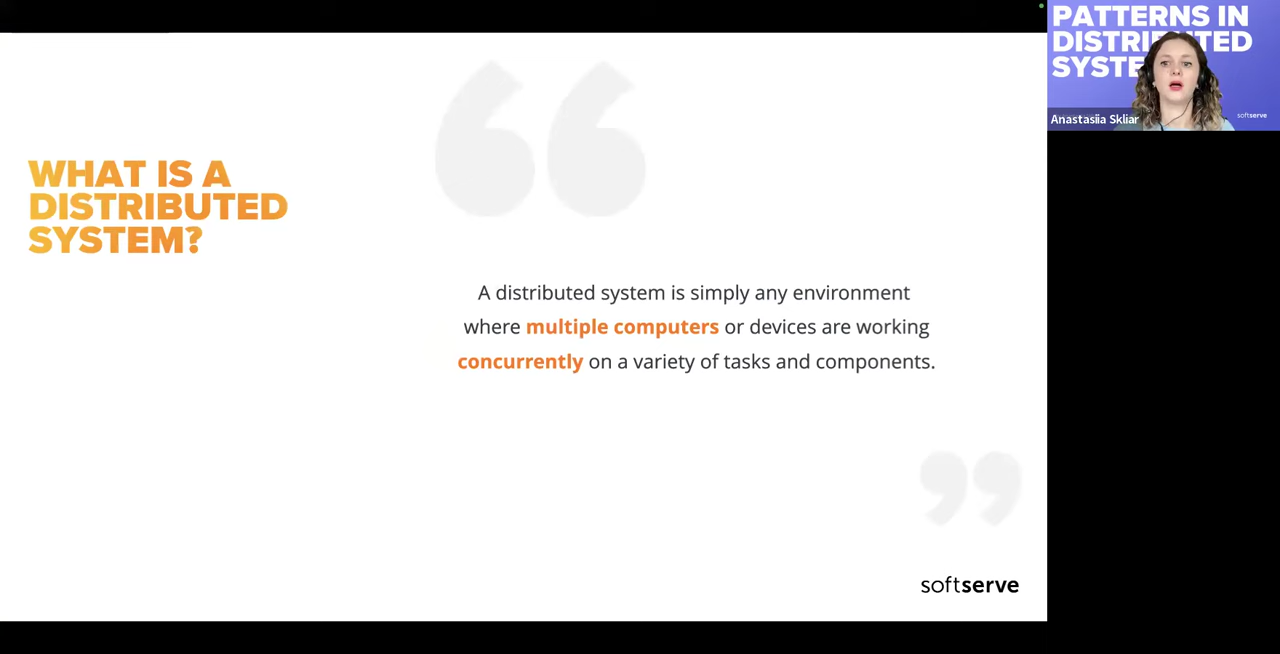 WHAT IS A
DISTRIBUTED
SYSTEM?
A distributed system is simply any environment
where multiple computers or devices are working
concurrently on a variety of tasks and components.
softserve
PATTERNS IN
DISTRIBUTED
SYSTE
Anastasiia Skliar
softserve